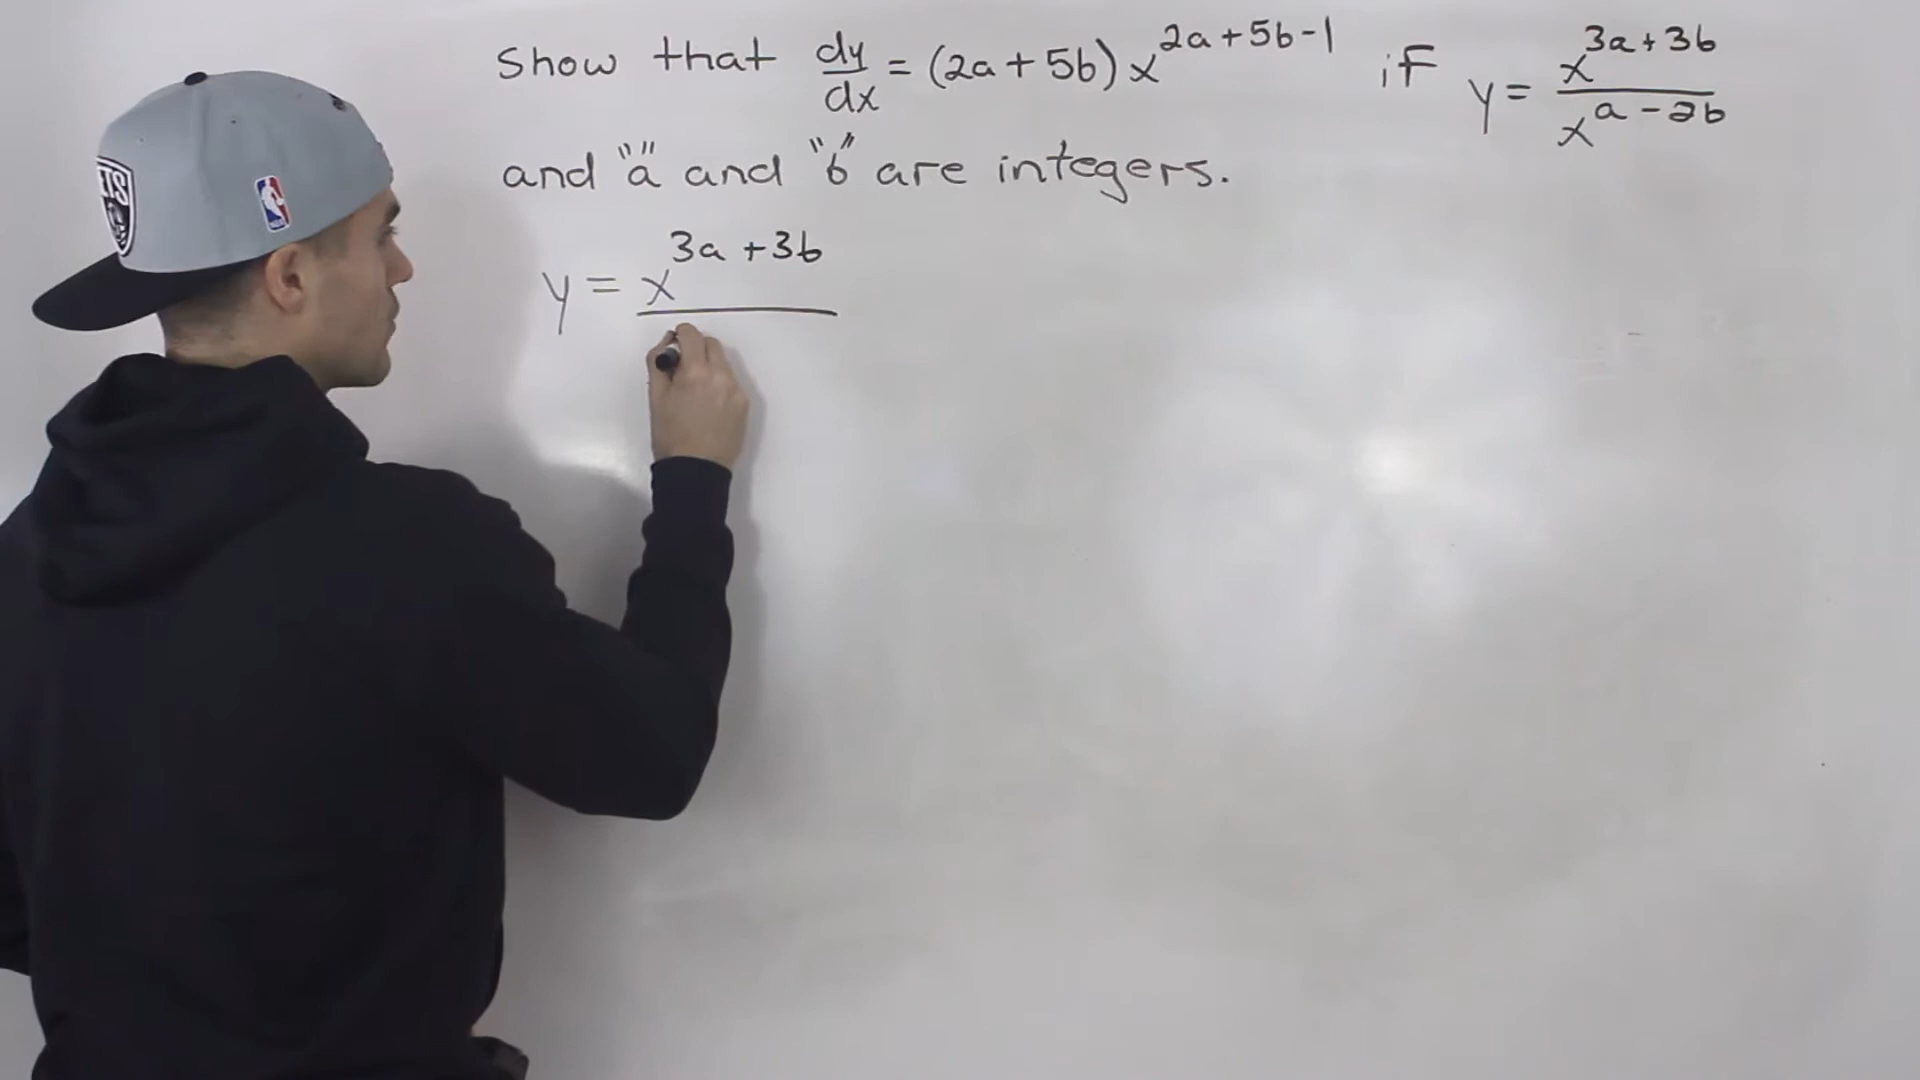 Show that dy/dx = (2a + 5b) x^(2a+5b-1) if y = x^(3a+3b)/x^(a-2b)
and "a" and "b" are integers.
y = x^(3a+3b)
TS